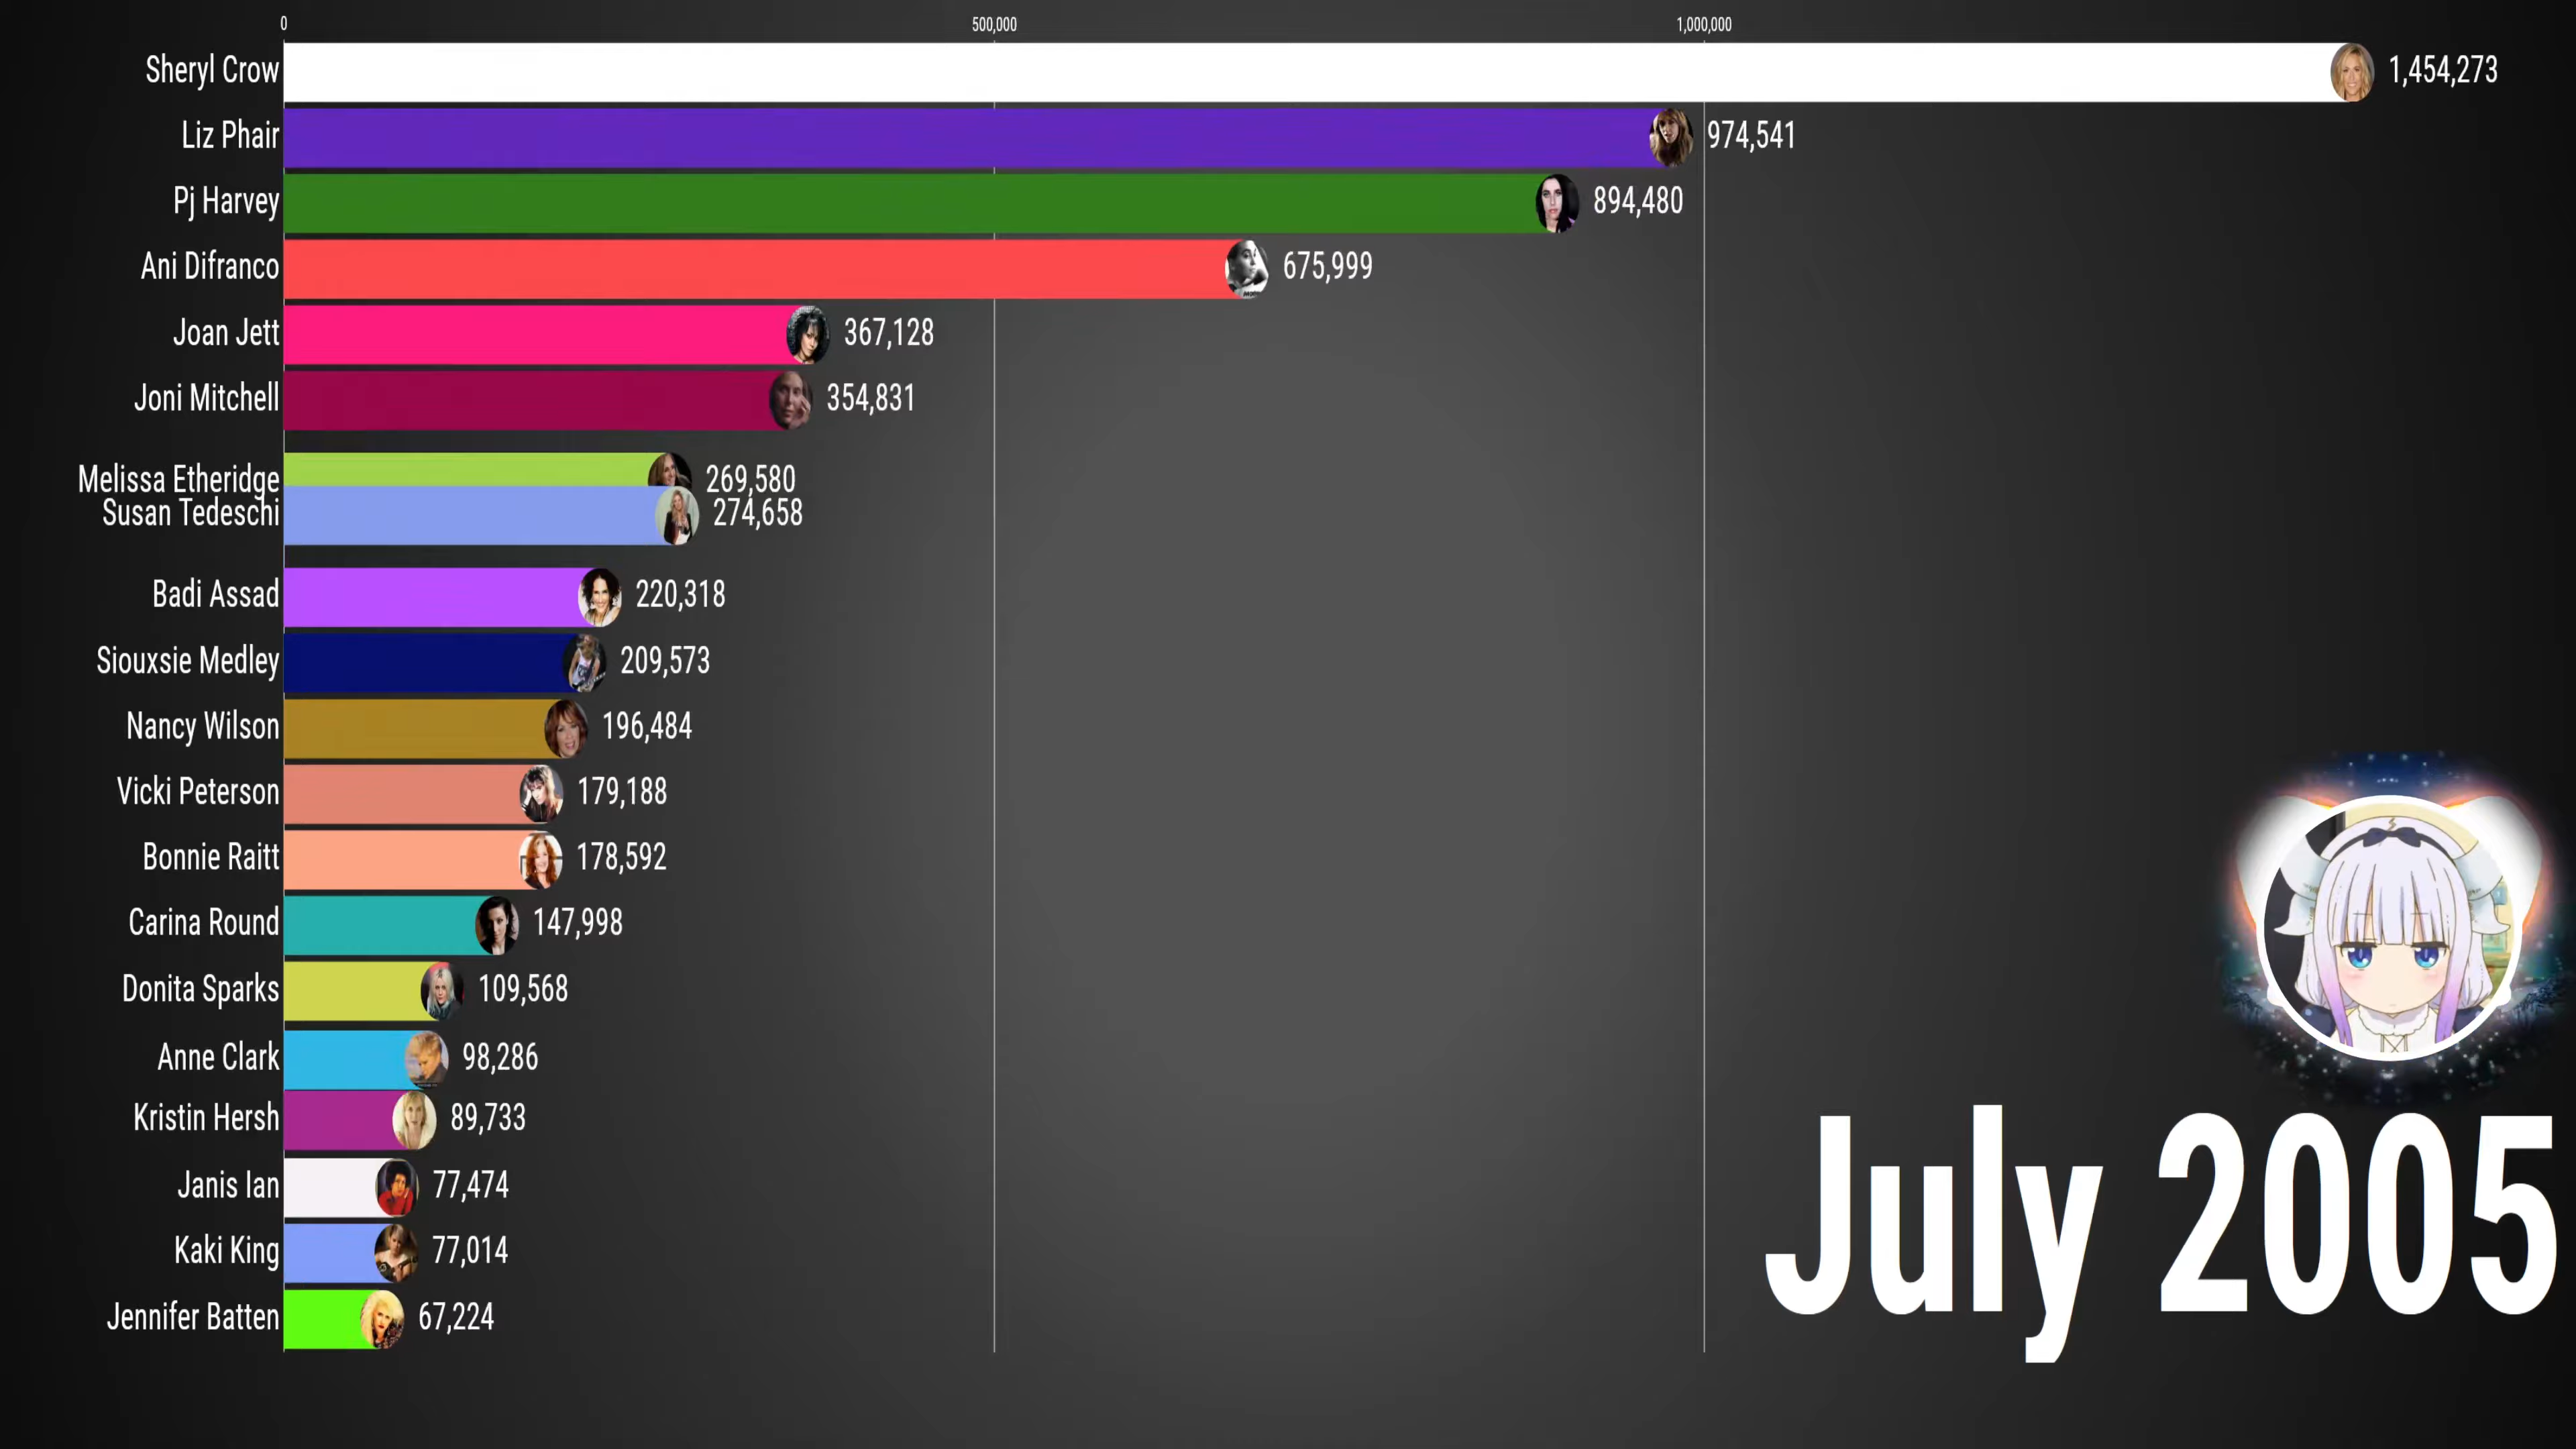 0 500,000 1,000,000
Sheryl Crow 1,454,273
Liz Phair 974,541
Pj Harvey 894,480
Ani Difranco 675,999
Joan Jett 367,128
Joni Mitchell 354,831
Melissa Etheridge 269,580
Susan Tedeschi 274,658
Badi Assad 220,318
Siouxsie Medley 209,573
Nancy Wilson 196,484
Vicki Peterson 179,188
Bonnie Raitt 178,592
Carina Round 147,998
Donita Sparks 109,568
Anne Clark 98,286
Kristin Hersh 89,733
Janis Ian 77,474
Kaki King 77,014
Jennifer Batten 67,224
July 2005